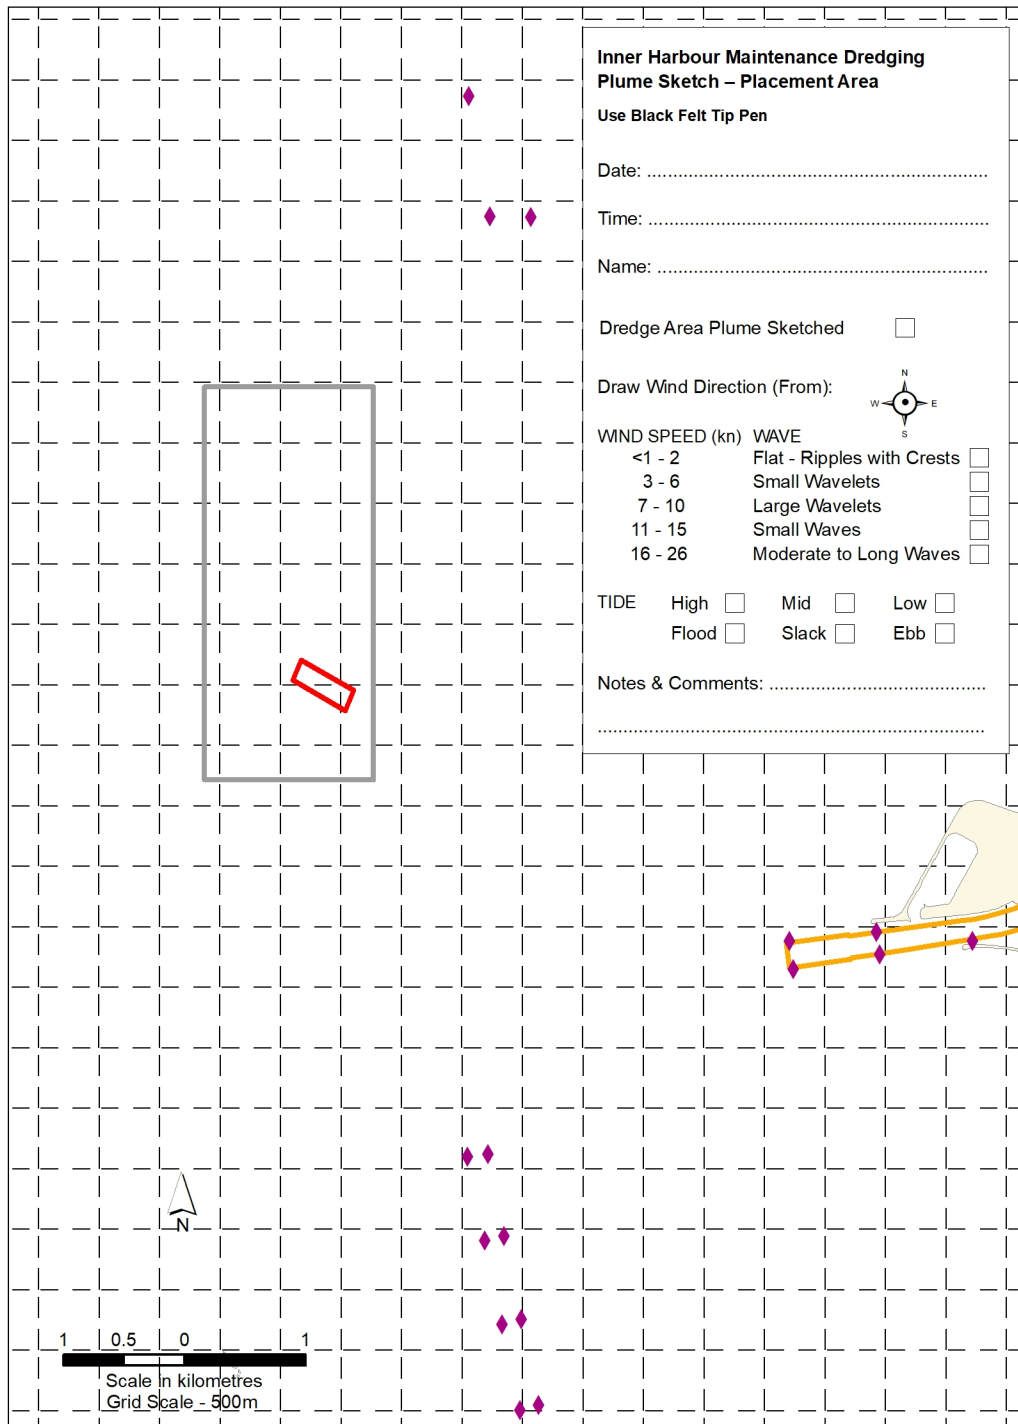 Inner Harbour Maintenance Dredging
Plume Sketch – Placement Area
Use Black Felt Tip Pen
Date: .................................................................
Time: .................................................................
Name: ...............................................................
Dredge Area Plume Sketched
Draw Wind Direction (From):
N
W E
S
WIND SPEED (kn) WAVE
<1 - 2 Flat - Ripples with Crests
3 - 6 Small Wavelets
7 - 10 Large Wavelets
11 - 15 Small Waves
16 - 26 Moderate to Long Waves
TIDE High Mid Low
Flood Slack Ebb
Notes & Comments: .........................................
..........................................................................
N
1 0.5 0 1
Scale in kilometres
Grid Scale - 500m